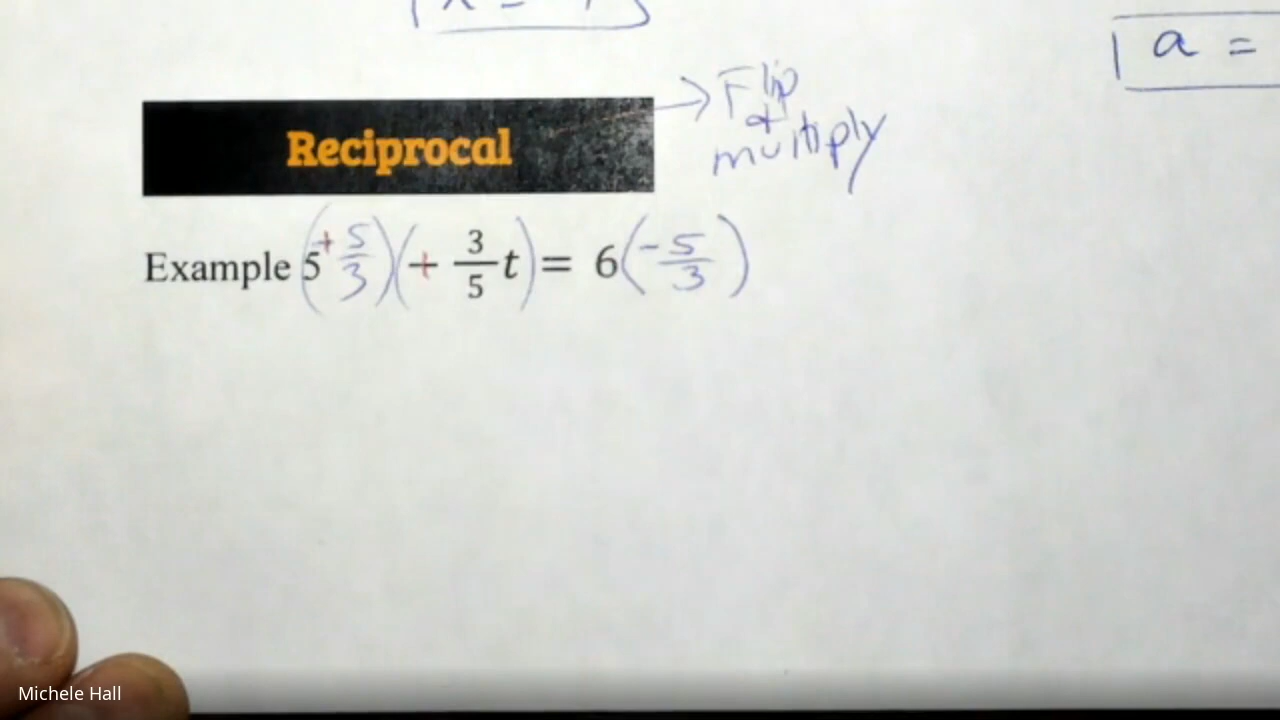 a =
Flip
&
multiply
Reciprocal
Example 5 (+ 5/3)(+ 3/5 t) = 6(- 5/3)
Michele Hall